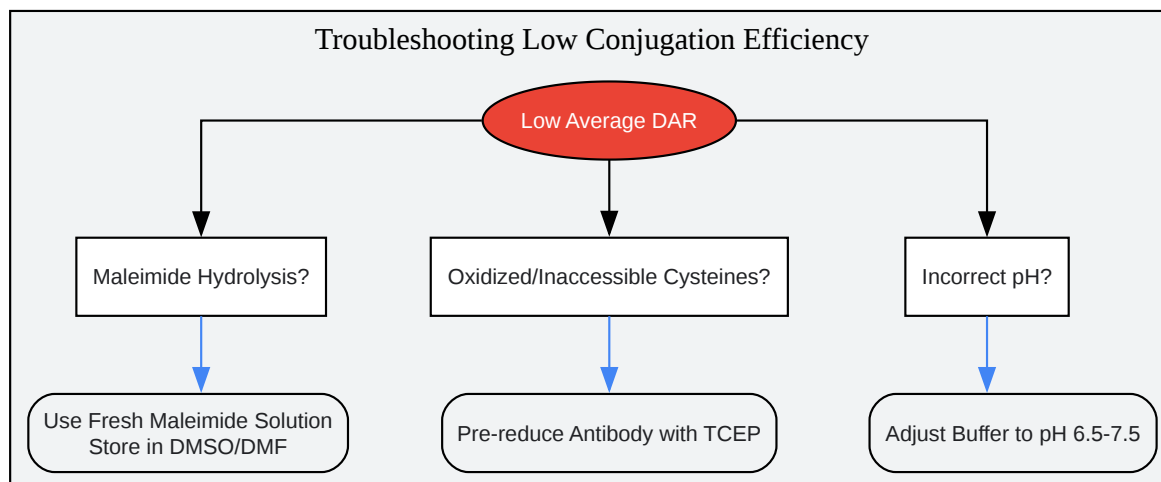 Troubleshooting Low Conjugation Efficiency
Low Average DAR
Maleimide Hydrolysis?
Oxidized/Inaccessible Cysteines?
Incorrect pH?
Use Fresh Maleimide Solution
Store in DMSO/DMF
Pre-reduce Antibody with TCEP
Adjust Buffer to pH 6.5-7.5